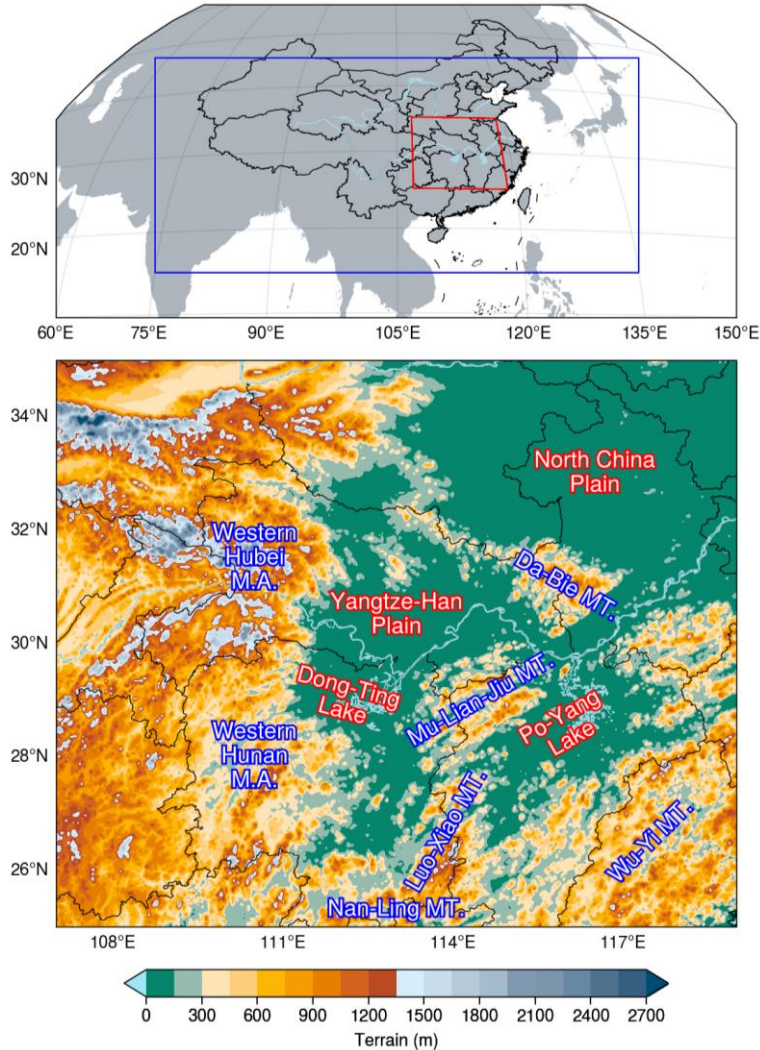 30°N
20°N
60°E 75°E 90°E 105°E 120°E 135°E 150°E
34°N
North China
Plain
32°N
Western
Hubei
M.A.
Da-Bie MT.
Yangtze-Han
Plain
30°N
Dong-Ting
Lake
Mu-Lian-Jiu MT.
Po-Yang
Lake
28°N
Western
Hunan
M.A.
Luo-Xiao MT.
Wu-Yi MT.
26°N
Nan-Ling MT.
108°E 111°E 114°E 117°E
0 300 600 900 1200 1500 1800 2100 2400 2700
Terrain (m)